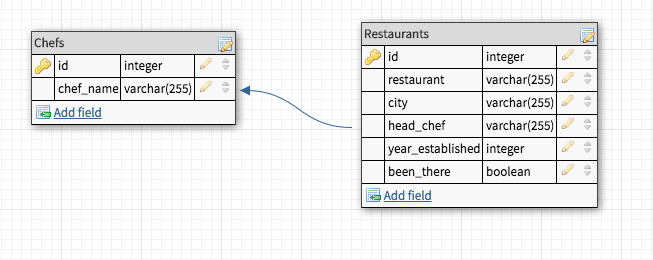 Chefs
id integer
chef_name varchar(255)
Add field
Restaurants
id integer
restaurant varchar(255)
city varchar(255)
head_chef varchar(255)
year_established integer
been_there boolean
Add field